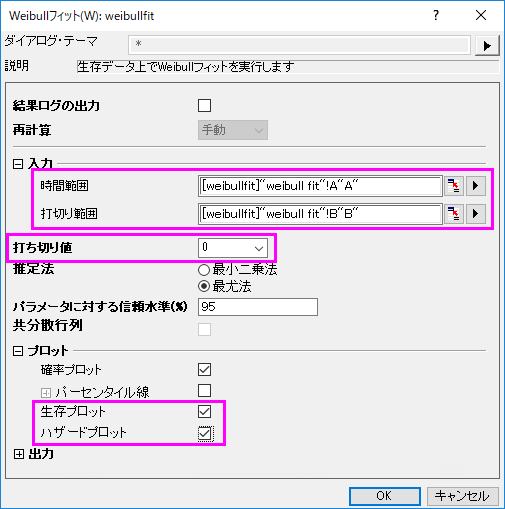 Weibullフィット(W): weibullfit
ダイアログ・テーマ *
説明 生存データ上でWeibullフィットを実行します
結果ログの出力
再計算 手動
入力
時間範囲 [weibullfit]"weibull fit"!A"A"
打切り範囲 [weibullfit]"weibull fit"!B"B"
打ち切り値 0
推定法 最小二乗法
最尤法
パラメータに対する信頼水準(%) 95
共分散行列
プロット
確率プロット
パーセンタイル線
生存プロット
ハザードプロット
出力
OK キャンセル